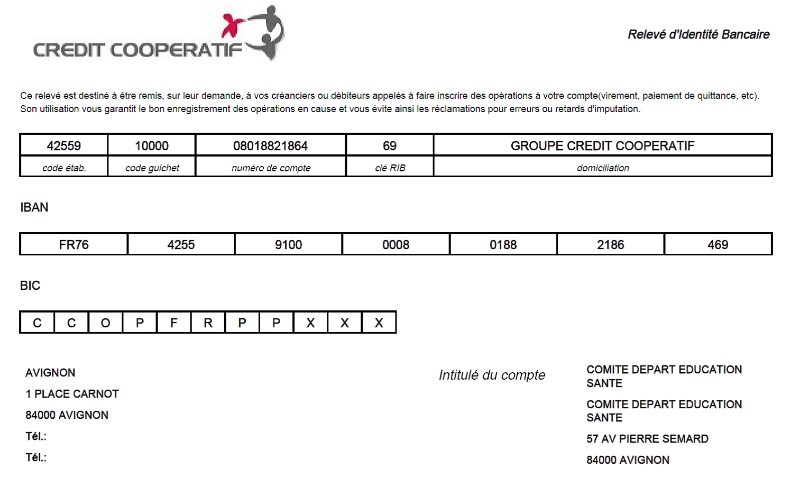 CREDIT COOPERATIF
Relevé d'Identité Bancaire
Ce relevé est destiné à être remis, sur leur demande, à vos créanciers ou débiteurs appelés à faire inscrire des opérations à votre compte(virement, paiement de quittance, etc).
Son utilisation vous garantit le bon enregistrement des opérations en cause et vous évite ainsi les réclamations pour erreurs ou retards d'imputation.
42559 10000 08018821864 69 GROUPE CREDIT COOPERATIF
code étab. code guichet numéro de compte clé RIB domiciliation
IBAN
FR76 4255 9100 0008 0188 2186 469
BIC
C C O P F R P P X X X
AVIGNON
1 PLACE CARNOT
84000 AVIGNON
Tél.:
Tél.:
Intitulé du compte
COMITE DEPART EDUCATION
SANTE
COMITE DEPART EDUCATION
SANTE
57 AV PIERRE SEMARD
84000 AVIGNON